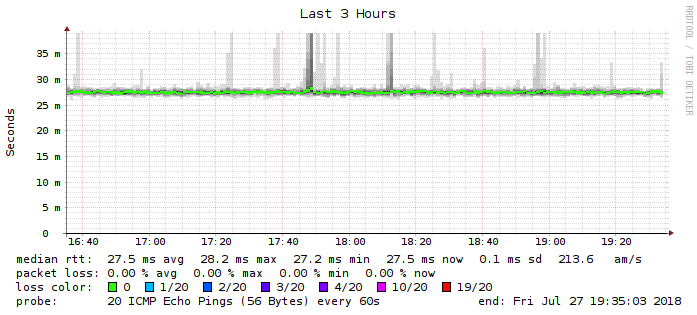 Last 3 Hours
RRDTOOL / TOBI OETIKER
Seconds
35 m
30 m
25 m
20 m
15 m
10 m
5 m
0
16:40 17:00 17:20 17:40 18:00 18:20 18:40 19:00 19:20
median rtt: 27.5 ms avg 28.2 ms max 27.2 ms min 27.5 ms now 0.1 ms sd 213.6 am/s
packet loss: 0.00 % avg 0.00 % max 0.00 % min 0.00 % now
loss color: 0 1/20 2/20 3/20 4/20 10/20 19/20
probe: 20 ICMP Echo Pings (56 Bytes) every 60s end: Fri Jul 27 19:35:03 2018